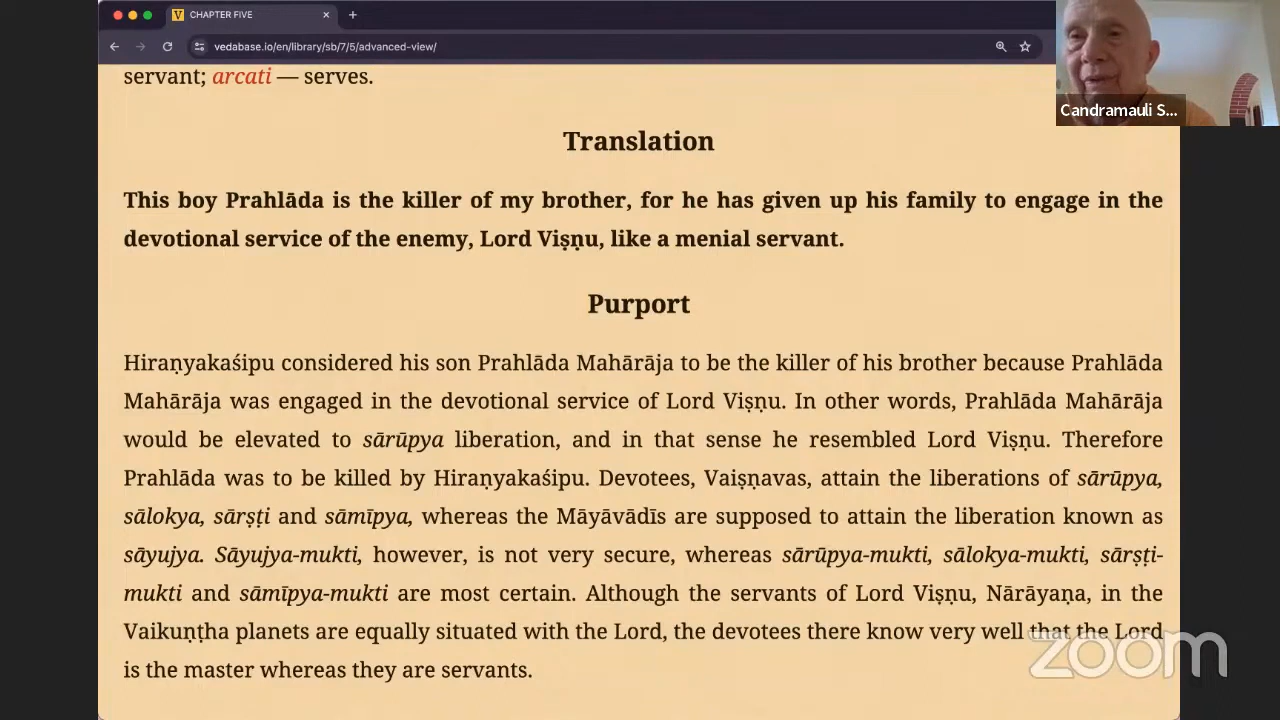 CHAPTER FIVE
vedabase.io/en/library/sb/7/5/advanced-view/
Candramauli S...
servant; arcati — serves.
Translation
This boy Prahlāda is the killer of my brother, for he has given up his family to engage in the
devotional service of the enemy, Lord Viṣṇu, like a menial servant.
Purport
Hiraṇyakaśipu considered his son Prahlāda Mahārāja to be the killer of his brother because Prahlāda
Mahārāja was engaged in the devotional service of Lord Viṣṇu. In other words, Prahlāda Mahārāja
would be elevated to sārūpya liberation, and in that sense he resembled Lord Viṣṇu. Therefore
Prahlāda was to be killed by Hiraṇyakaśipu. Devotees, Vaiṣṇavas, attain the liberations of sārūpya,
sālokya, sārṣṭi and sāmīpya, whereas the Māyāvādīs are supposed to attain the liberation known as
sāyujya. Sāyujya-mukti, however, is not very secure, whereas sārūpya-mukti, sālokya-mukti, sārṣṭi-
mukti and sāmīpya-mukti are most certain. Although the servants of Lord Viṣṇu, Nārāyaṇa, in the
Vaikuṇṭha planets are equally situated with the Lord, the devotees there know very well that the Lord
is the master whereas they are servants.
zoom